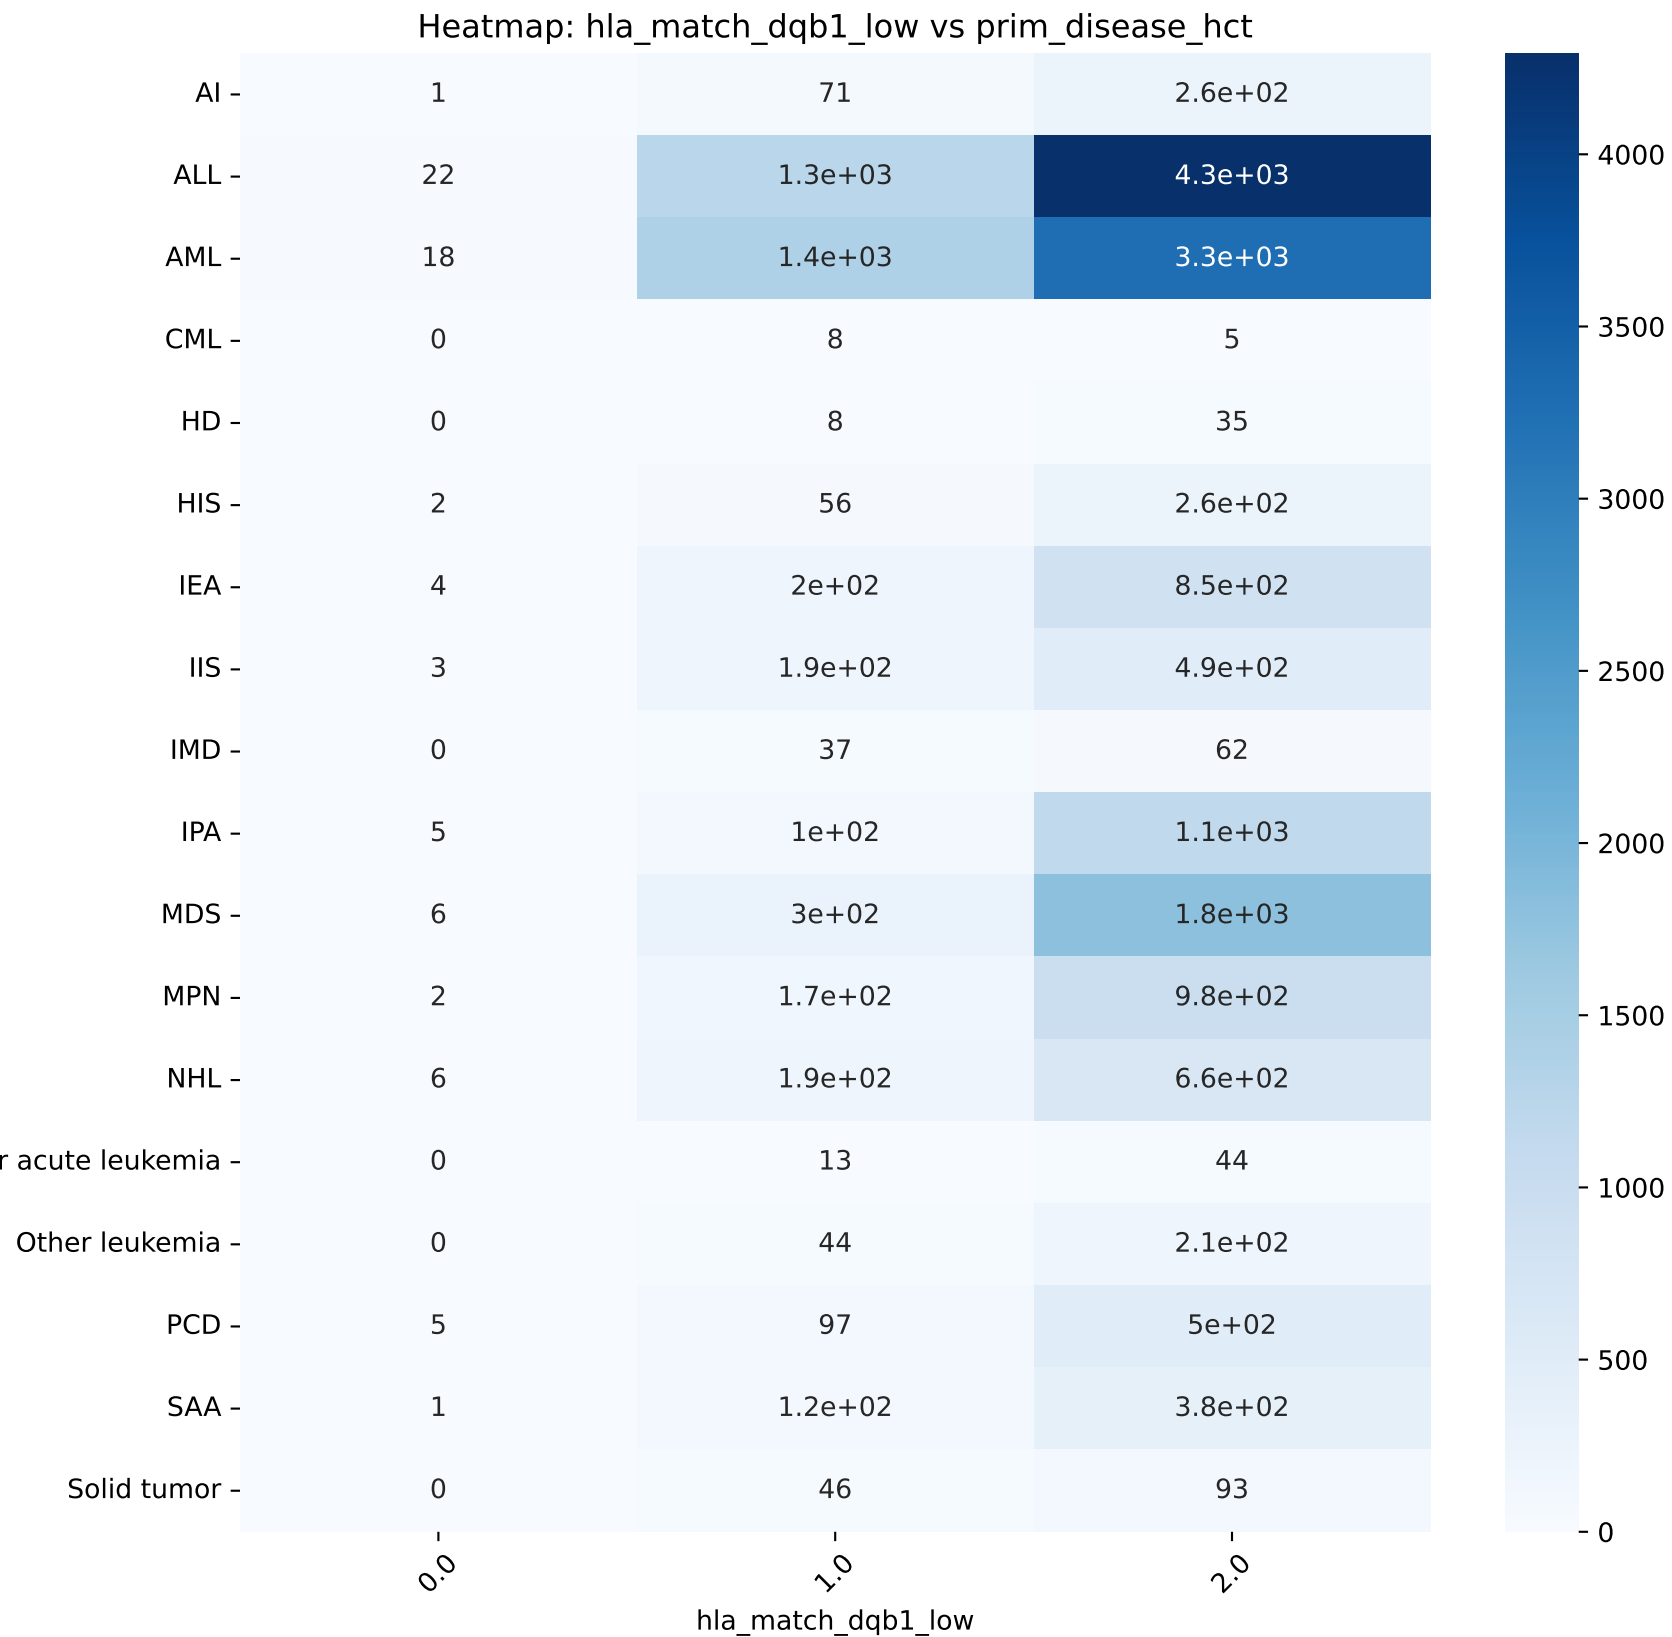 Heatmap: hla_match_dqb1_low vs prim_disease_hct
AI 1 71 2.6e+02
ALL 22 1.3e+03 4.3e+03
AML 18 1.4e+03 3.3e+03
CML 0 8 5
HD 0 8 35
HIS 2 56 2.6e+02
IEA 4 2e+02 8.5e+02
IIS 3 1.9e+02 4.9e+02
IMD 0 37 62
IPA 5 1e+02 1.1e+03
MDS 6 3e+02 1.8e+03
MPN 2 1.7e+02 9.8e+02
NHL 6 1.9e+02 6.6e+02
acute leukemia 0 13 44
Other leukemia 0 44 2.1e+02
PCD 5 97 5e+02
SAA 1 1.2e+02 3.8e+02
Solid tumor 0 46 93
0.0 1.0 2.0
hla_match_dqb1_low
4000
3500
3000
2500
2000
1500
1000
500
0